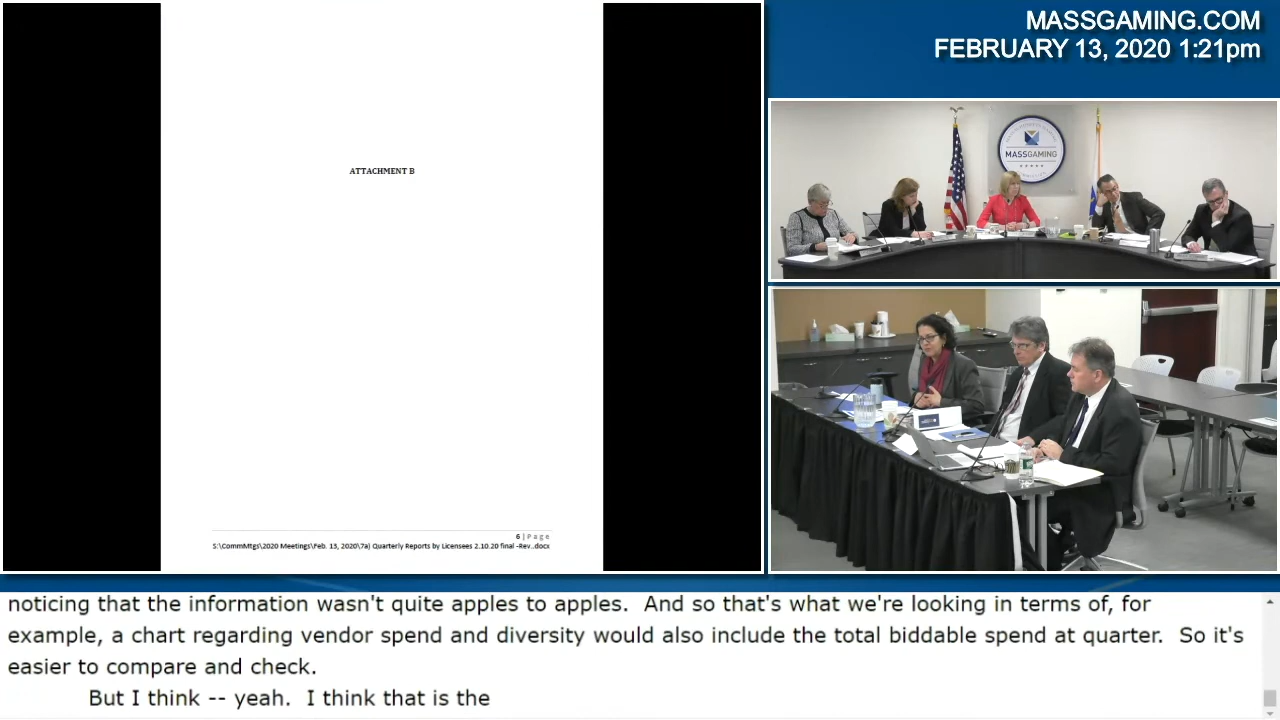 MASSGAMING.COM
FEBRUARY 13, 2020 1:21pm
ATTACHMENT B
MASSGAMING
6 | Page
S:\CommMtgs\2020 Meetings\Feb. 13, 2020\7a) Quarterly Reports by Licensees 2.10.20 final -Rev..docx
noticing that the information wasn't quite apples to apples.  And so that's what we're looking in terms of, for
example, a chart regarding vendor spend and diversity would also include the total biddable spend at quarter.  So it's
easier to compare and check.
But I think -- yeah.  I think that is the